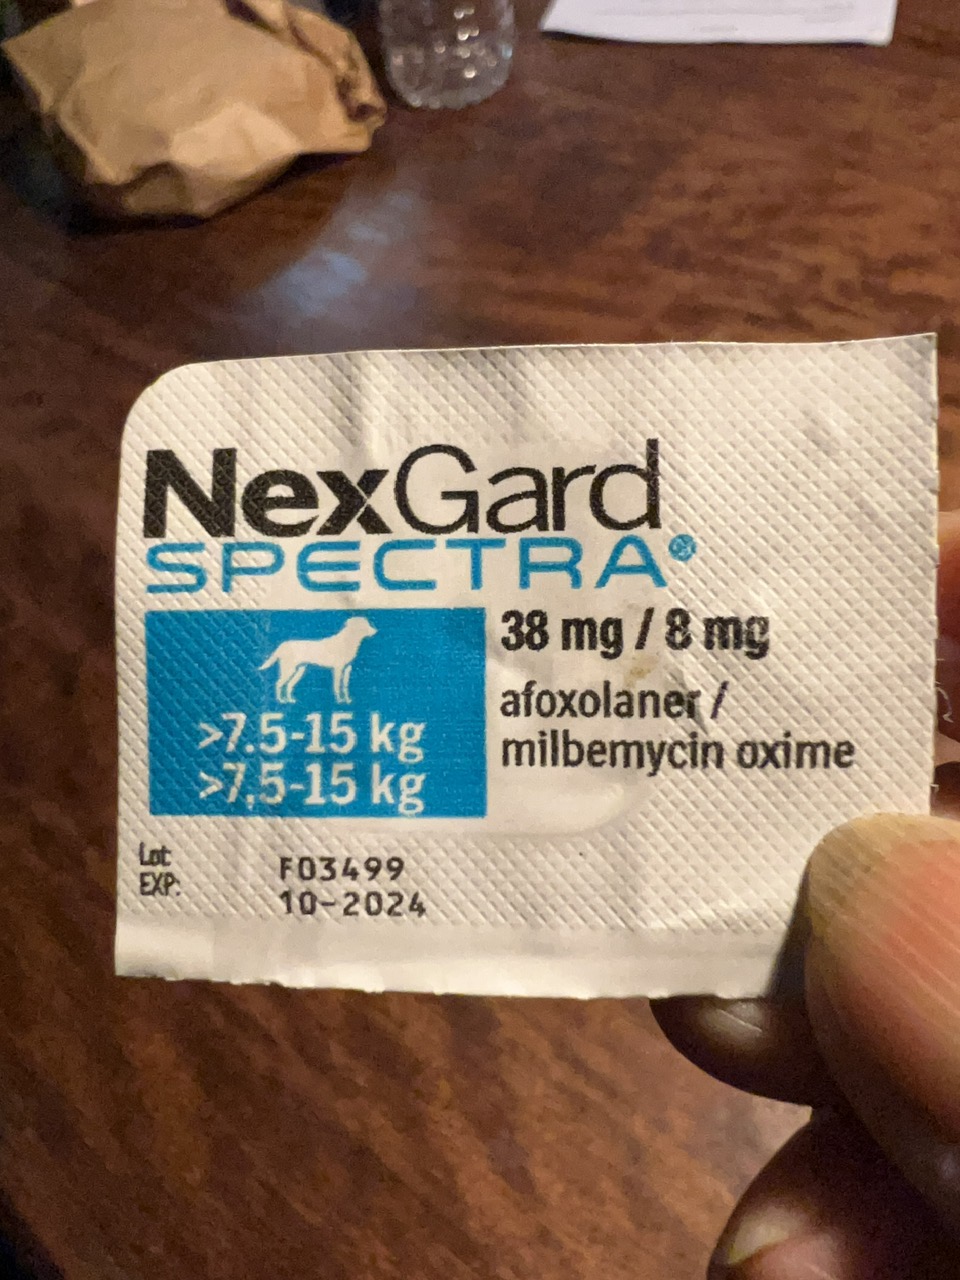 NexGard
SPECTRA®
38 mg / 8 mg
afoxolaner /
milbemycin oxime
>7.5-15 kg
>7,5-15 kg
Lot: F03499
EXP: 10-2024